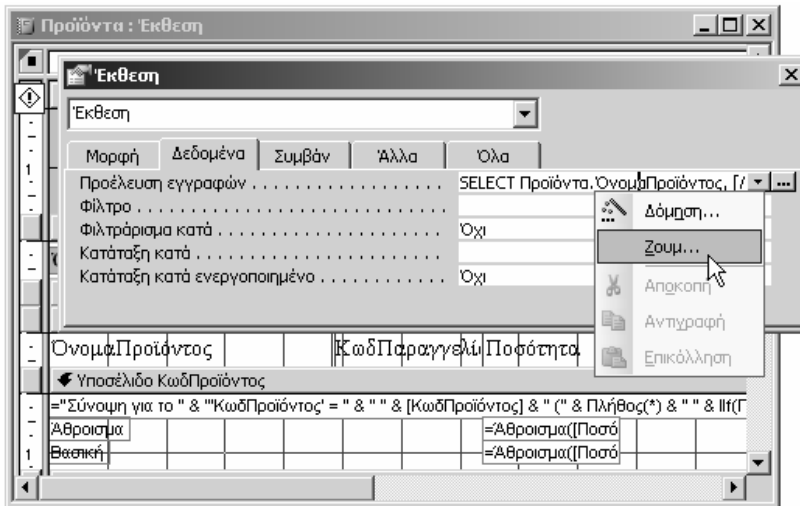 Προϊόντα : Έκθεση
Έκθεση
Έκθεση
Μορφή Δεδομένα Συμβάν Άλλα Όλα
Προέλευση εγγραφών . . . . . . . . . . . . . . . . . . SELECT Προϊόντα.ΌνομαΠροϊόντος, [/
Φίλτρο . . . . . . . . . . . . . . . . . . . . . . . . . . . .
Φιλτράρισμα κατά . . . . . . . . . . . . . . . . . . . . Όχι
Κατάταξη κατά . . . . . . . . . . . . . . . . . . . . . .
Κατάταξη κατά ενεργοποιημένο . . . . . . . . . . . Όχι
Δόμηση...
Ζουμ...
Αποκοπή
Αντιγραφή
Επικόλληση
ΌνομαΠροϊόντος ΚωδΠαραγγελί Ποσότητα
Υποσέλιδο ΚωδΠροϊόντος
="Σύνοψη για το " & "'ΚωδΠροϊόντος' = " & " " & [ΚωδΠροϊόντος] & " (" & Πλήθος(*) & " " & IIf(Γ
Άθροισμα =Άθροισμα([Ποσό
Βασική =Άθροισμα([Ποσό
1
1